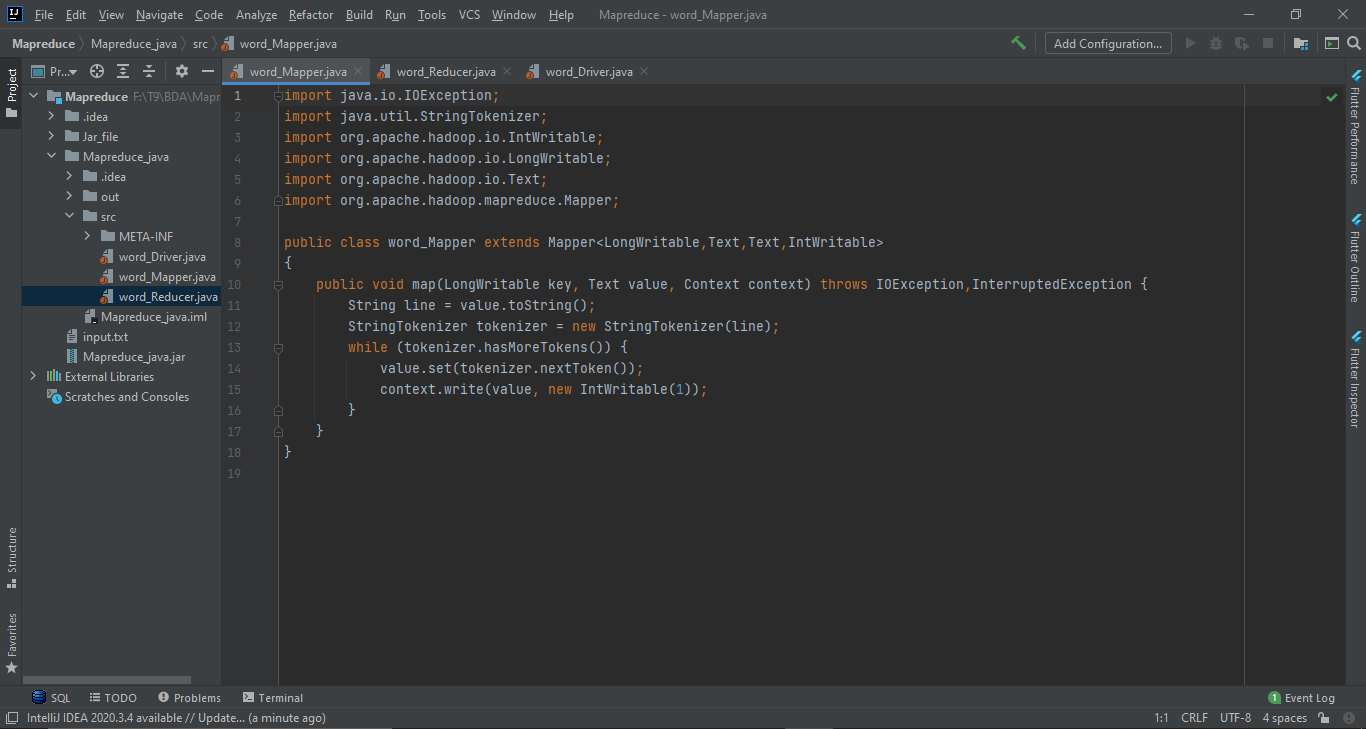 IJ File Edit View Navigate Code Analyze Refactor Build Run Tools VCS Window Help Mapreduce - word_Mapper.java
Mapreduce Mapreduce_java src word_Mapper.java Add Configuration...
Project
Pr...
word_Mapper.java word_Reducer.java word_Driver.java
Mapreduce F:\T9\BDA\Mapr
.idea
Jar_file
Mapreduce_java
.idea
out
src
META-INF
word_Driver.java
word_Mapper.java
word_Reducer.java
Mapreduce_java.iml
input.txt
Mapreduce_java.jar
External Libraries
Scratches and Consoles
1 import java.io.IOException;
2 import java.util.StringTokenizer;
3 import org.apache.hadoop.io.IntWritable;
4 import org.apache.hadoop.io.LongWritable;
5 import org.apache.hadoop.io.Text;
6 import org.apache.hadoop.mapreduce.Mapper;
7
8 public class word_Mapper extends Mapper<LongWritable,Text,Text,IntWritable>
9 {
10     public void map(LongWritable key, Text value, Context context) throws IOException,InterruptedException {
11         String line = value.toString();
12         StringTokenizer tokenizer = new StringTokenizer(line);
13         while (tokenizer.hasMoreTokens()) {
14             value.set(tokenizer.nextToken());
15             context.write(value, new IntWritable(1));
16         }
17     }
18 }
19
Flutter Performance
Flutter Outline
Flutter Inspector
Structure
Favorites
SQL TODO Problems Terminal 1 Event Log
IntelliJ IDEA 2020.3.4 available // Update... (a minute ago) 1:1 CRLF UTF-8 4 spaces